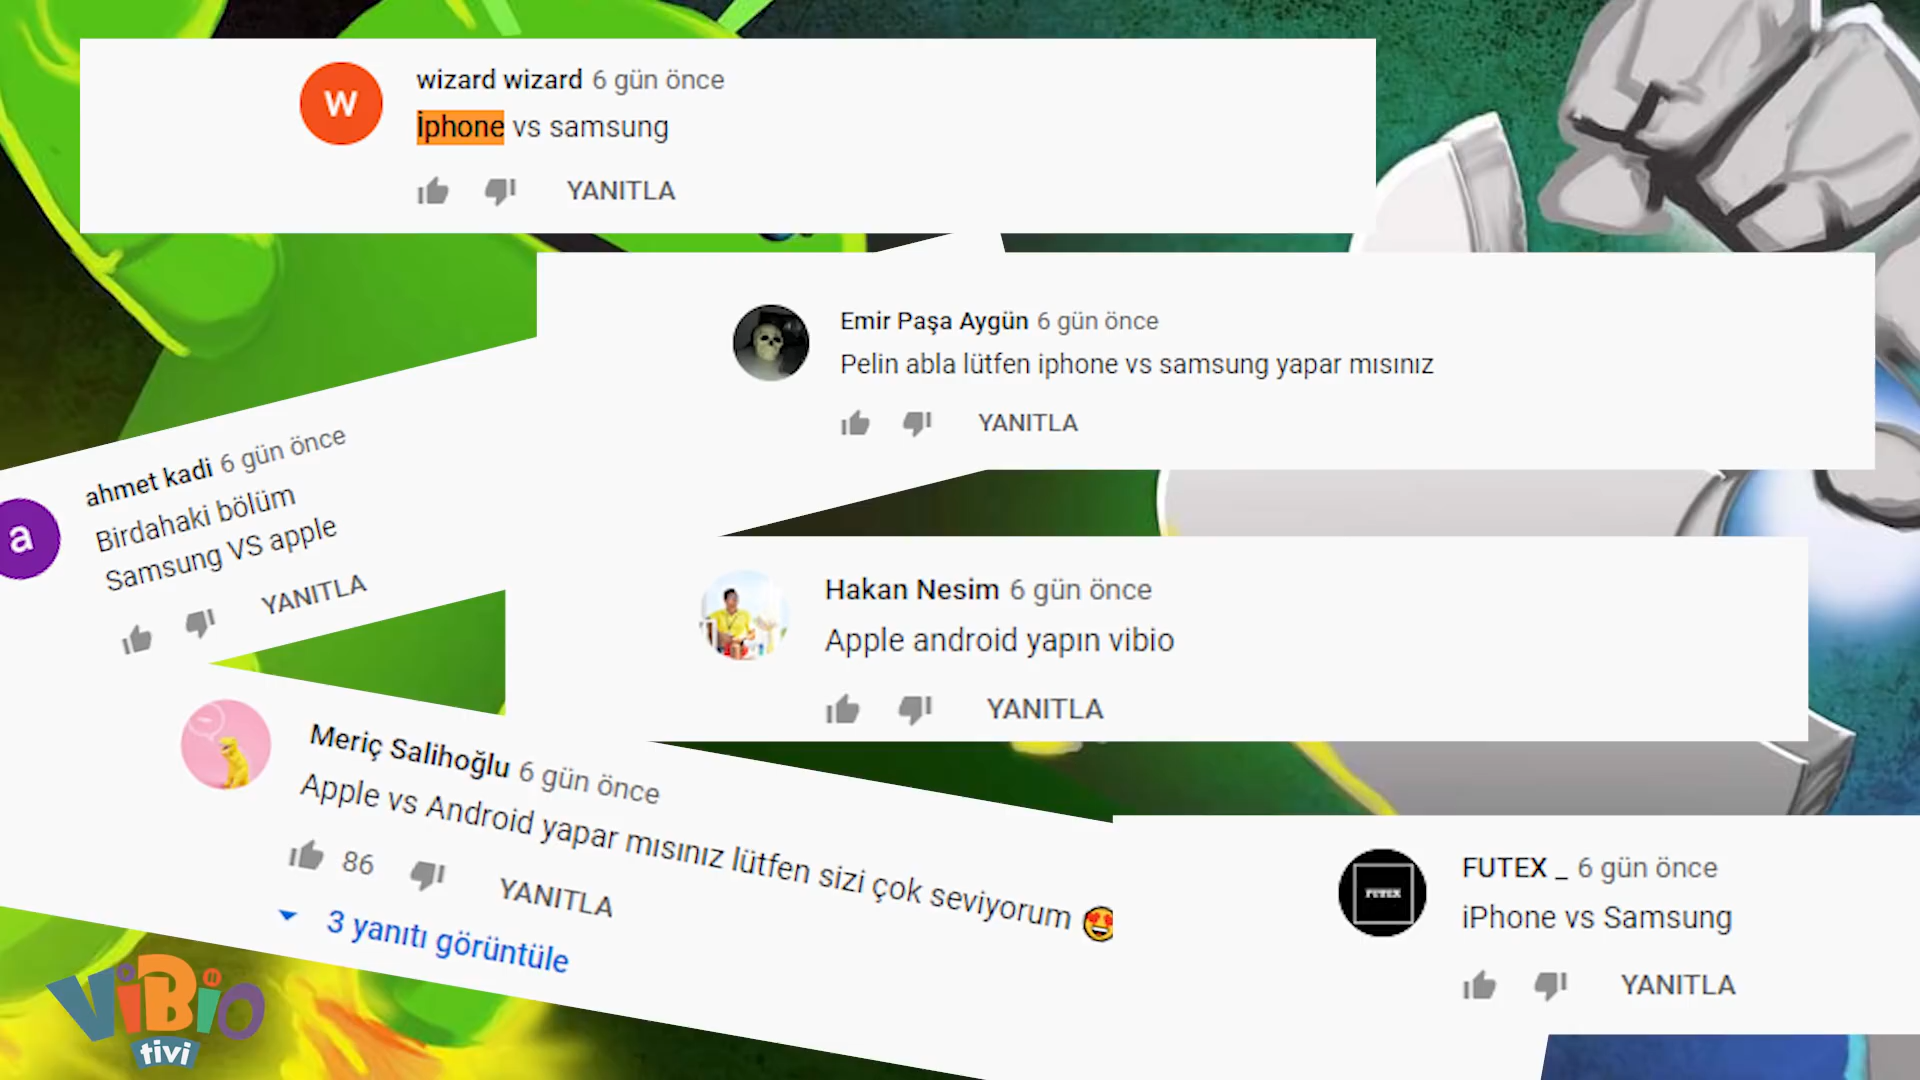 W
wizard wizard 6 gün önce
İphone vs samsung
YANITLA
Emir Paşa Aygün 6 gün önce
Pelin abla lütfen iphone vs samsung yapar mısınız
YANITLA
a
ahmet kadi 6 gün önce
Birdahaki bölüm
Samsung VS apple
YANITLA
Hakan Nesim 6 gün önce
Apple android yapın vibio
YANITLA
Meriç Salihoğlu 6 gün önce
Apple vs Android yapar mısınız lütfen sizi çok seviyorum 😍
86 YANITLA
3 yanıtı görüntüle
FUTEX
FUTEX _ 6 gün önce
iPhone vs Samsung
YANITLA
ViBiO
tivi